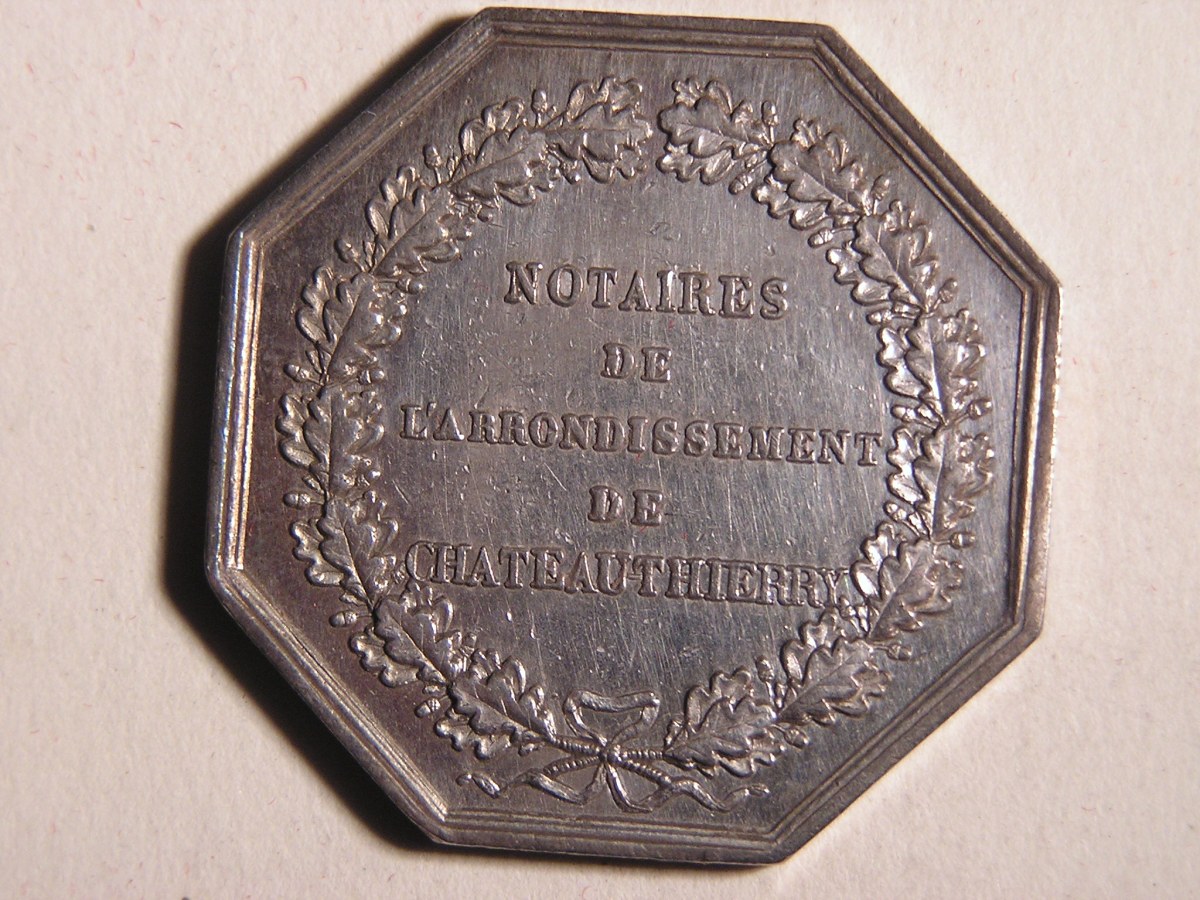 NOTAIRES
DE
L'ARRONDISSEMENT
DE
CHATEAU-THIERRY